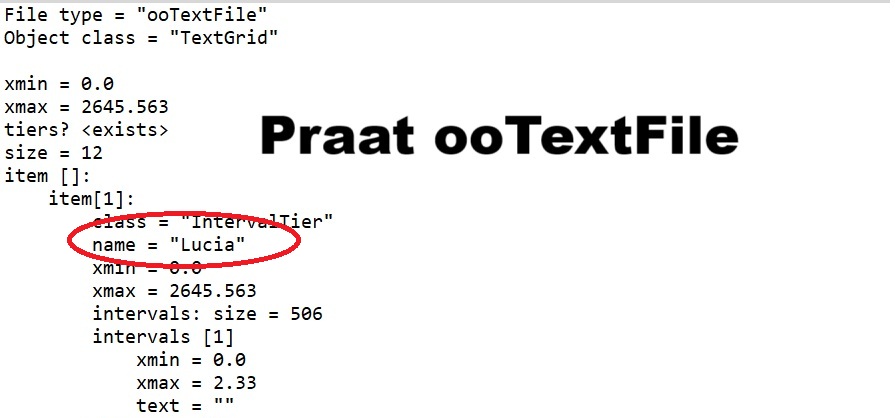 File type = "ooTextFile"
Object class = "TextGrid"
xmin = 0.0
xmax = 2645.563
tiers? <exists>
size = 12
Praat ooTextFile
item []:
item[1]:
class = "IntervalTier"
name = "Lucia"
xmin = 0.0
xmax = 2645.563
intervals: size = 506
intervals [1]
xmin = 0.0
xmax = 2.33
text = ""